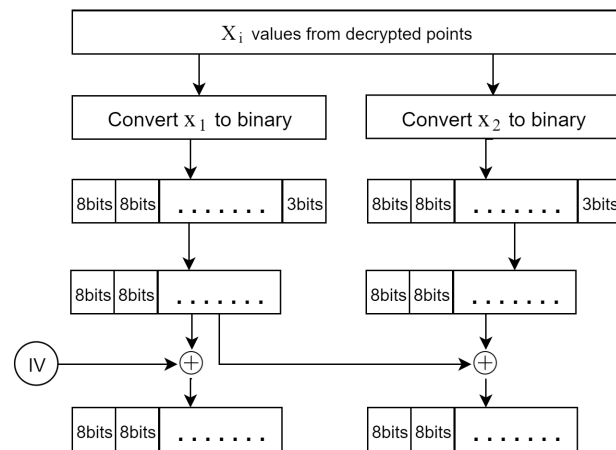 Xi values from decrypted points
Convert x1 to binary Convert x2 to binary
8bits 8bits ....... 3bits 8bits 8bits ....... 3bits
8bits 8bits ....... 8bits 8bits .......
IV + +
8bits 8bits ....... 8bits 8bits .......